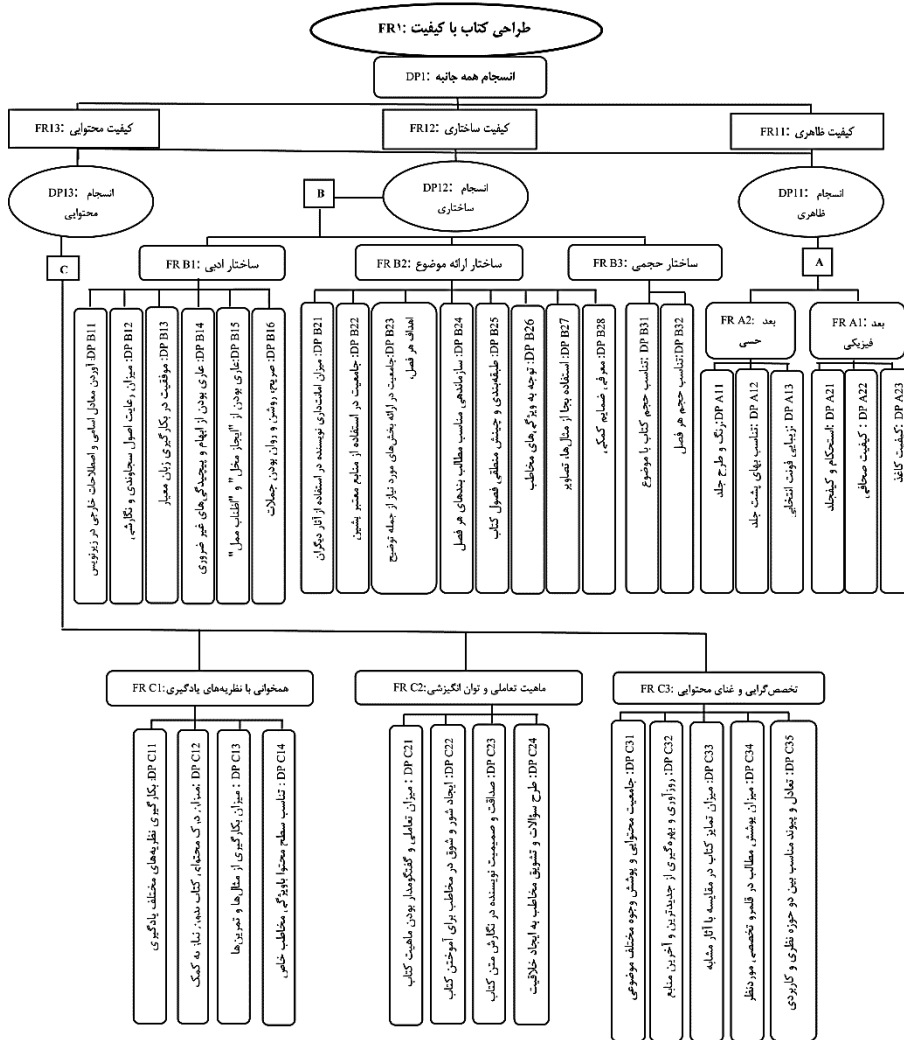 طراحی کتاب با کیفیت :FR۱
انسجام همه جانبه :DP1
کیفیت ظاهری :FR11
کیفیت ساختاری :FR12
کیفیت محتوایی :FR13
انسجام :DP11
ظاهری
انسجام :DP12
ساختاری
انسجام :DP13
محتوایی
A
B
C
بعد :FR A1
فیزیکی
بعد :FR A2
حسی
ساختار حجمی :FR B3
ساختار ارائه موضوع :FR B2
ساختار ادبی :FR B1
DP A23 :کیفیت کاغذ
DP A22 : کیفیت صحافی
DP A21 :استحکام و کیفجلد
DP A13 : زیبایی فونت انتخابی
DP A12 :تناسب بهای پشت جلد
DP A11 :رنگ و طرح جلد
DP B32:تناسب حجم هر فصل
DP B31 :تناسب حجم کتاب با موضوع
DP B28: معرفی ضمایم کمکی
DP B27: استفاده بجا از مثال‌ها، تصاویر
DP B26: توجه به ویژگی‌های مخاطب
DP B25: طبقه‌بندی و چینش منطقی فصول کتاب
DP B24: سازماندهی مناسب مطالب بندهای هر فصل
DP B23:جامعیت در ارائه بخش‌های مورد نیاز از جمله توضیح
اهداف هر فصل،
DP B22: جامعیت در استفاده از منابع معتبر پیشین
DP B21: میزان امانت‌داری نویسنده در استفاده از آثار دیگران
DP B16: صریح، روشن و روان بودن جملات
DP B15:عاری بودن از "ایجاز مخل" و "اطناب ممل"
DP B14: عاری بودن از ابهام و پیچیدگی‌های غیر ضروری
DP B13: موفقیت در بکارگیری زبان معیار
DP B12: میزان رعایت اصول سجاوندی و نگارشی
DP B11: آوردن معادل اسامی و اصطلاحات خارجی در زیرنویس
تخصص‌گرایی و غنای محتوایی :FR C3
ماهیت تعاملی و توان انگیزشی:FR C2
همخوانی با نظریه‌های یادگیری:FR C1
DP C35: تعادل و پیوند مناسب بین دو حوزه نظری و کاربردی
DP C34: میزان پوشش مطالب در قلمرو تخصصی موردنظر
DP C33: میزان تمایز کتاب در مقایسه با آثار مشابه
DP C32: روزآوری و بهره‌گیری از جدیدترین و آخرین منابع
DP C31: جامعیت محتوایی و پوشش وجوه مختلف موضوعی
DP C24: طرح سؤالات و تشویق مخاطب به ایجاد خلاقیت
DP C23: صداقت و صمیمیت نویسنده در نگارش متن کتاب
DP C22: ایجاد شور و شوق در مخاطب برای آموختن کتاب
DP C21 : میزان تعاملی و گفتگومدار بودن ماهیت کتاب
DP C14 : تناسب سطح محتوا باویژگی مخاطب خاص
DP C13 : میزان بکارگیری از مثال‌ها و تمرین‌ها
DP C12 :میزان درک محتوای کتاب بدون نیاز به کمک
DP C11: بکارگیری نظریه‌های مختلف یادگیری